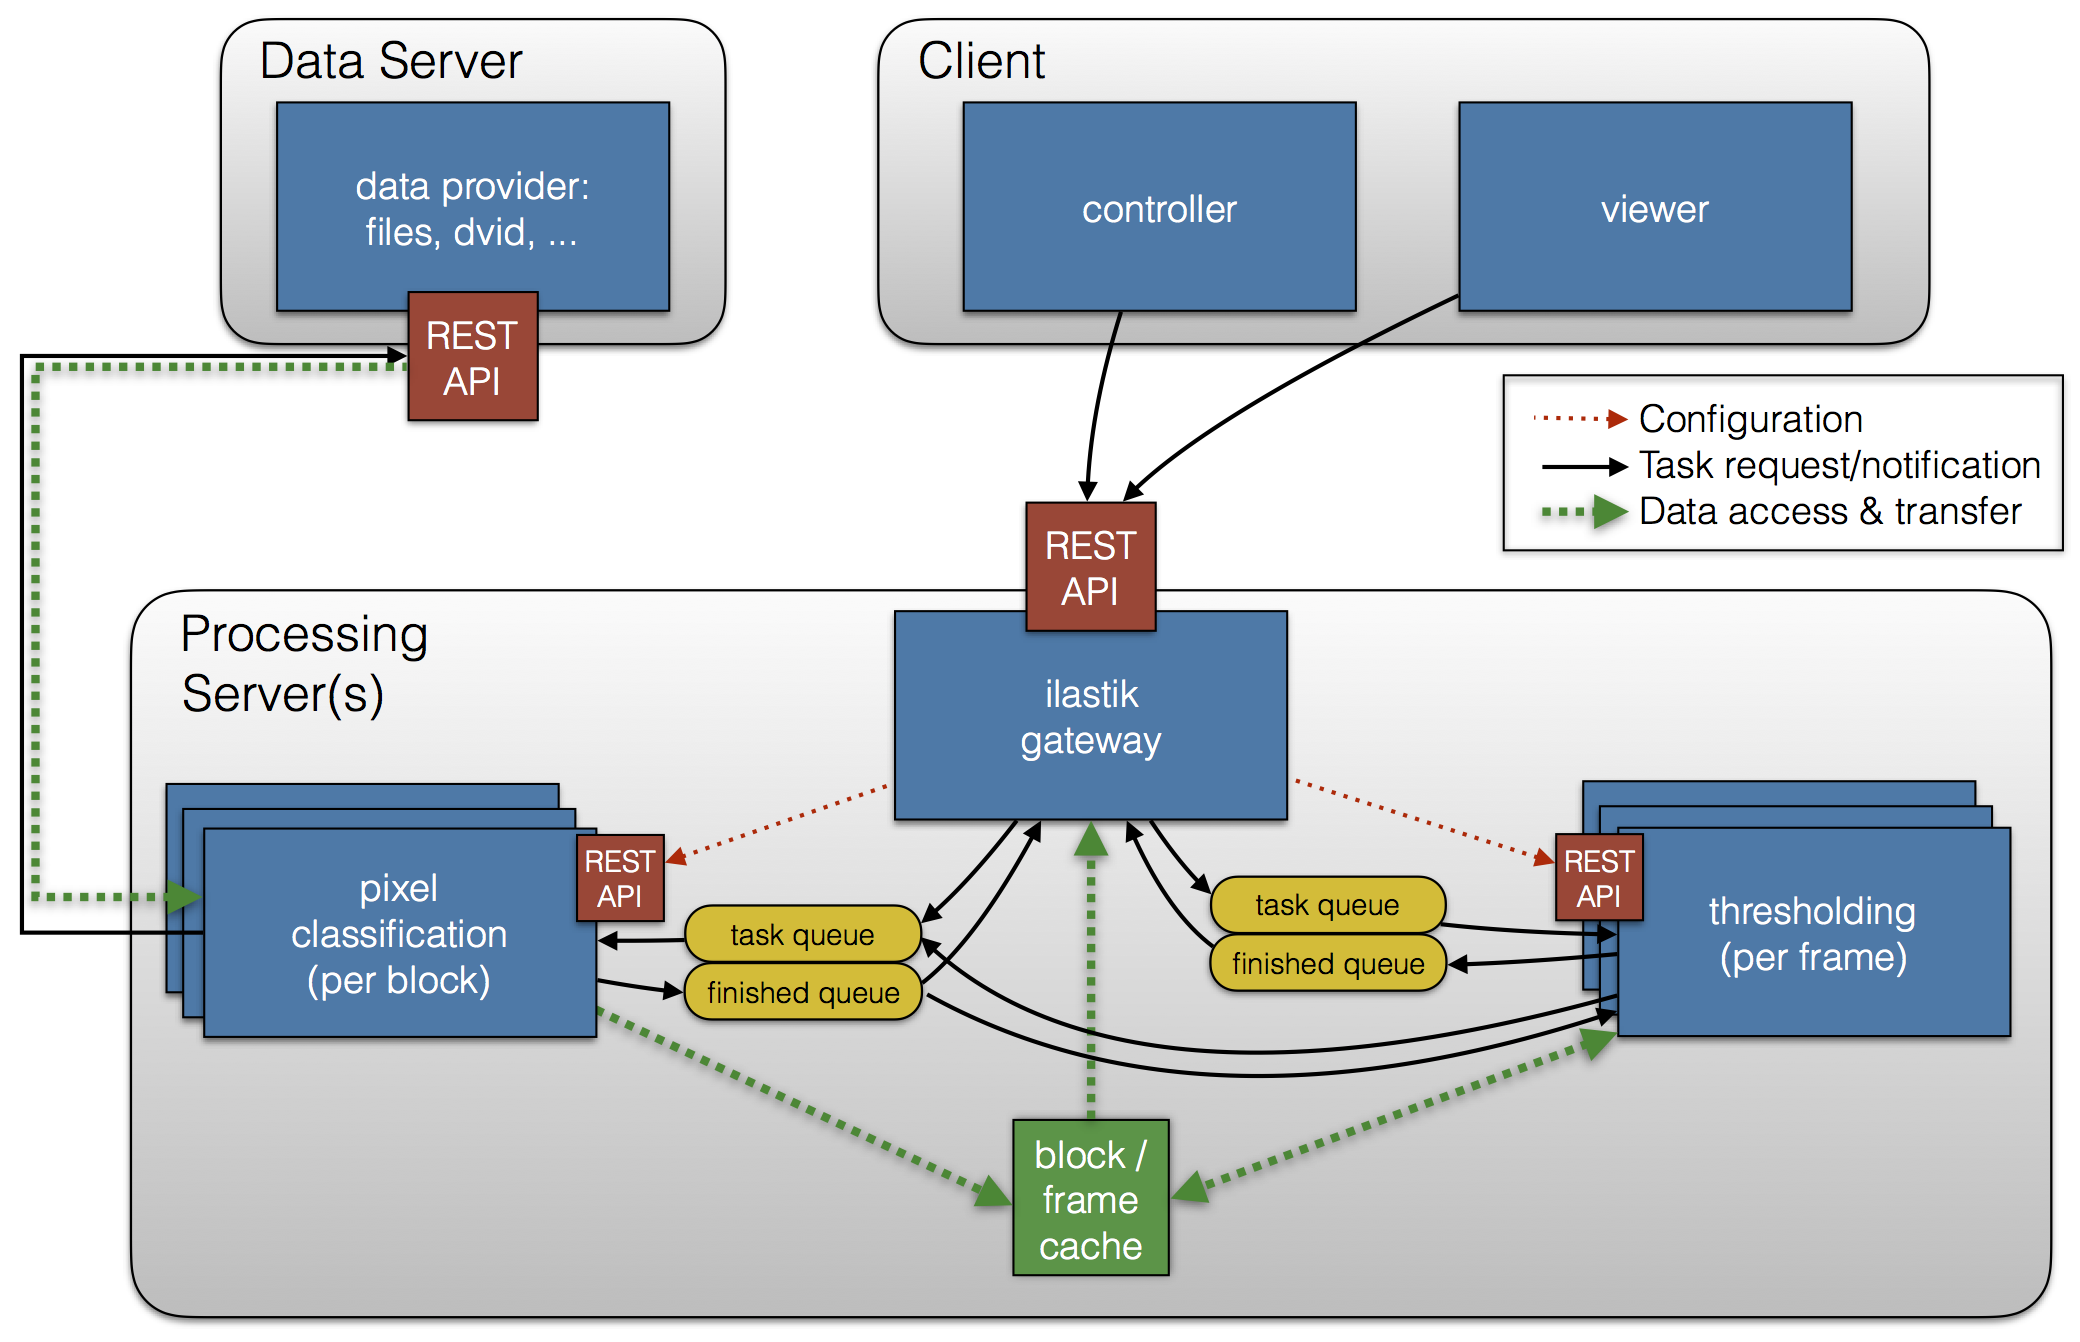 Data Server
data provider:
files, dvid, ...
REST
API
Client
controller
viewer
Configuration
Task request/notification
Data access & transfer
REST
API
Processing
Server(s)
ilastik
gateway
pixel
classification
(per block)
REST
API
task queue
finished queue
task queue
finished queue
REST
API
thresholding
(per frame)
block /
frame
cache